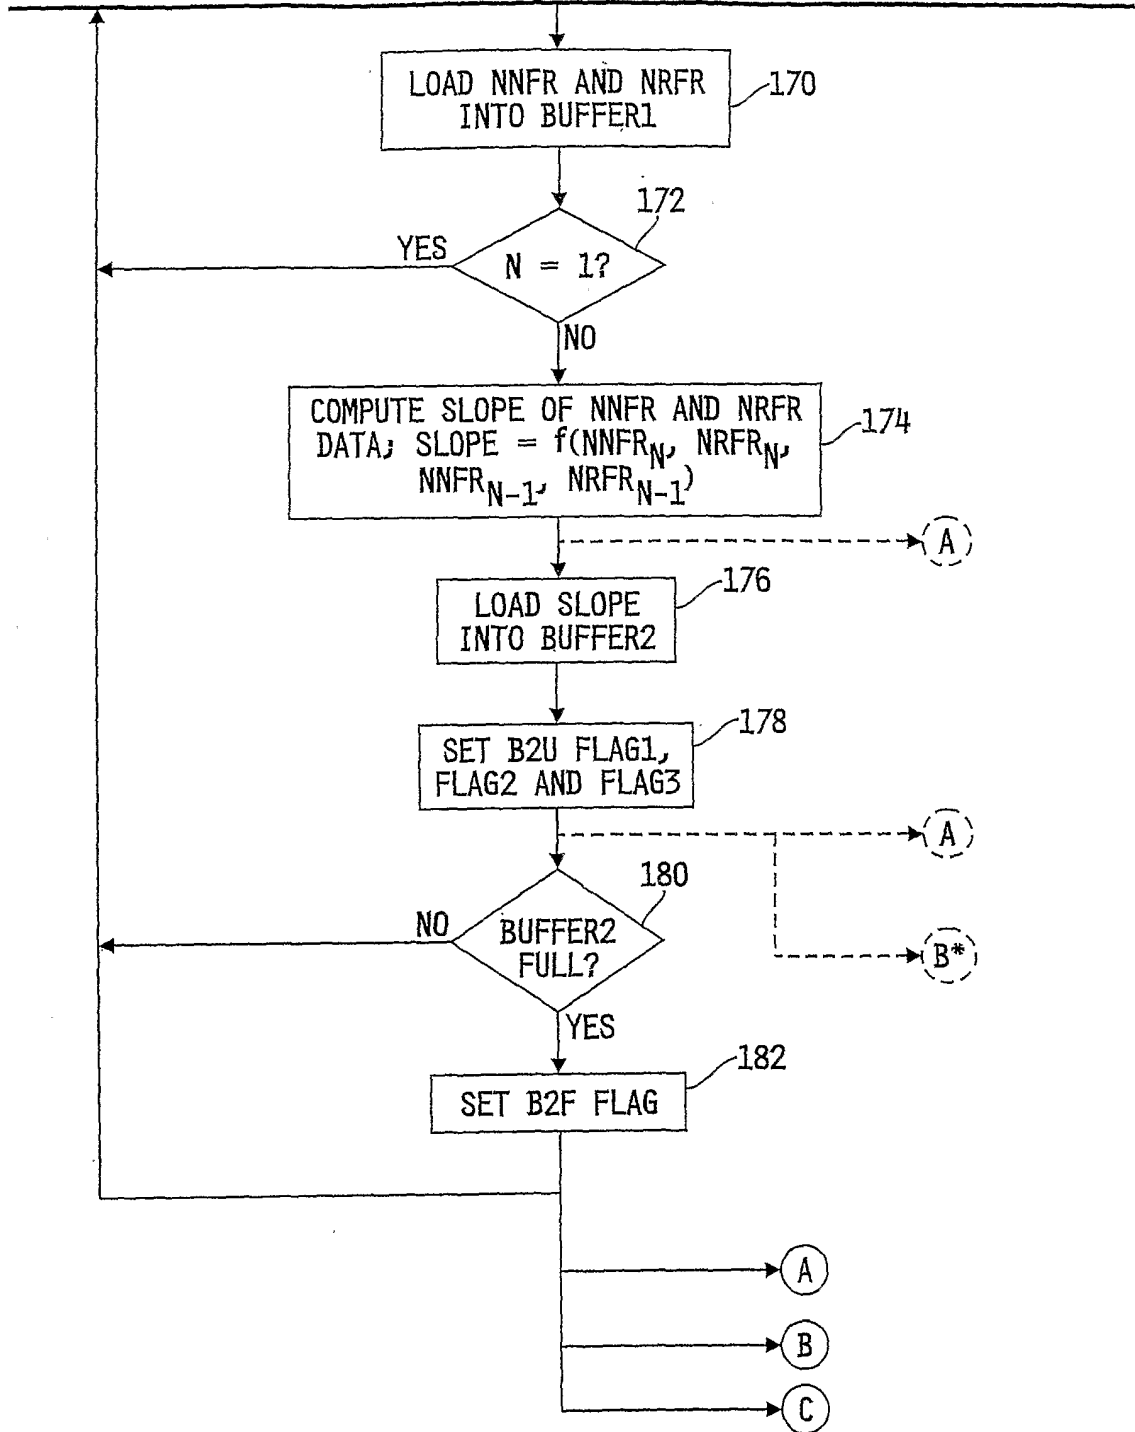 LOAD NNFR AND NRFR
INTO BUFFER1
170
172
YES
N = 1?
NO
COMPUTE SLOPE OF NNFR AND NRFR
DATA; SLOPE = f(NNFR_N, NRFR_N,
NNFR_N-1, NRFR_N-1)
174
A
176
LOAD SLOPE
INTO BUFFER2
178
SET B2U FLAG1,
FLAG2 AND FLAG3
A
180
NO
BUFFER2
FULL?
B*
YES
182
SET B2F FLAG
A
B
C